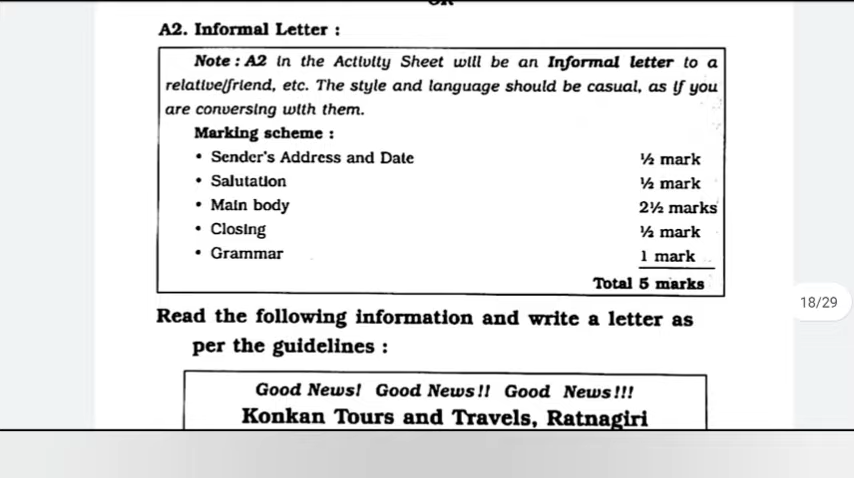 OR
A2. Informal Letter :
Note : A2 in the Activity Sheet will be an Informal letter to a
relative/friend, etc. The style and language should be casual, as if you
are conversing with them.
Marking scheme :
• Sender's Address and Date ½ mark
• Salutation ½ mark
• Main body 2½ marks
• Closing ½ mark
• Grammar 1 mark
Total 5 marks
18/29
Read the following information and write a letter as
per the guidelines :
Good News! Good News!! Good News!!!
Konkan Tours and Travels, Ratnagiri